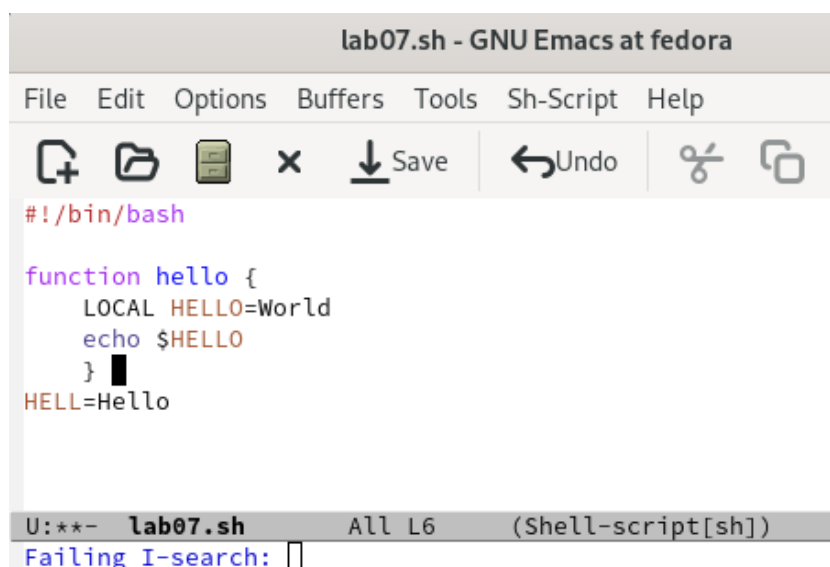 lab07.sh - GNU Emacs at fedora
File Edit Options Buffers Tools Sh-Script Help
Save Undo
#!/bin/bash
function hello {
    LOCAL HELLO=World
    echo $HELLO
    }
HELL=Hello
U:**- lab07.sh All L6 (Shell-script[sh])
Failing I-search: